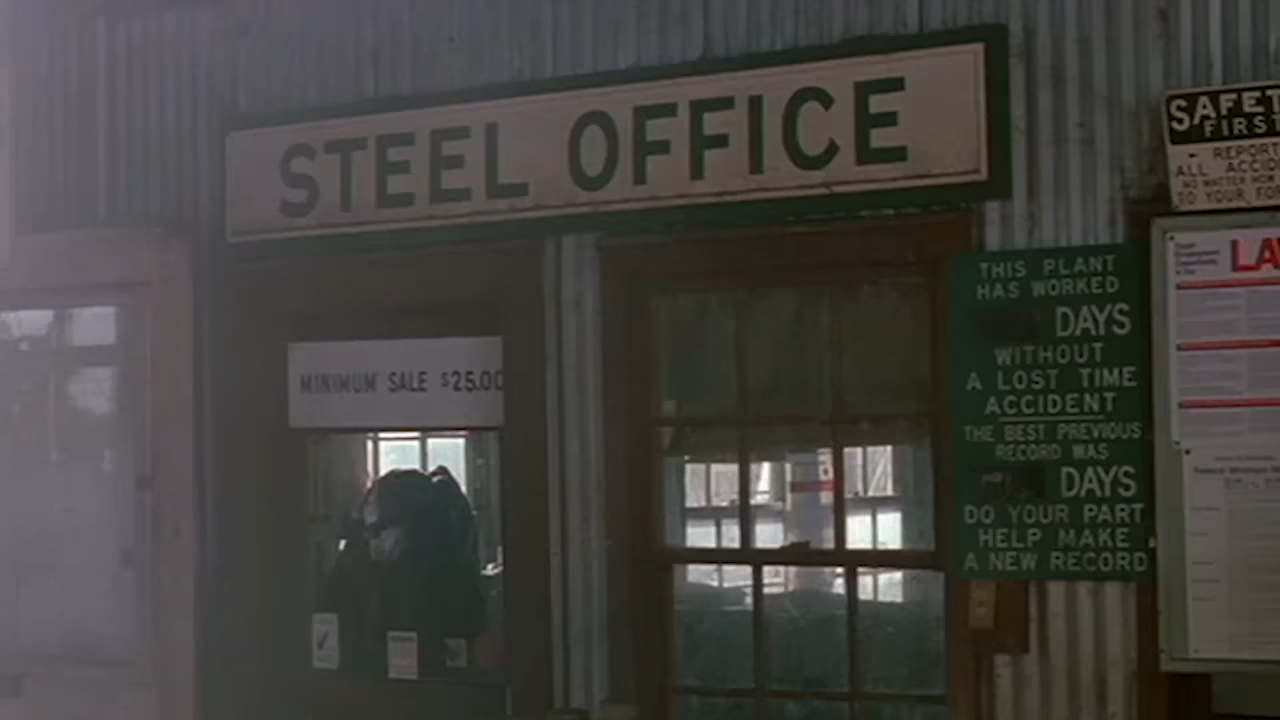 STEEL OFFICE
MINIMUM SALE $25.00
THIS PLANT
HAS WORKED
DAYS
WITHOUT
A LOST TIME
ACCIDENT
THE BEST PREVIOUS
RECORD WAS
DAYS
DO YOUR PART
HELP MAKE
A NEW RECORD
SAFET
FIRST
REPORT
ALL ACCID
NO MATTER HOW
TO YOUR FO
LA